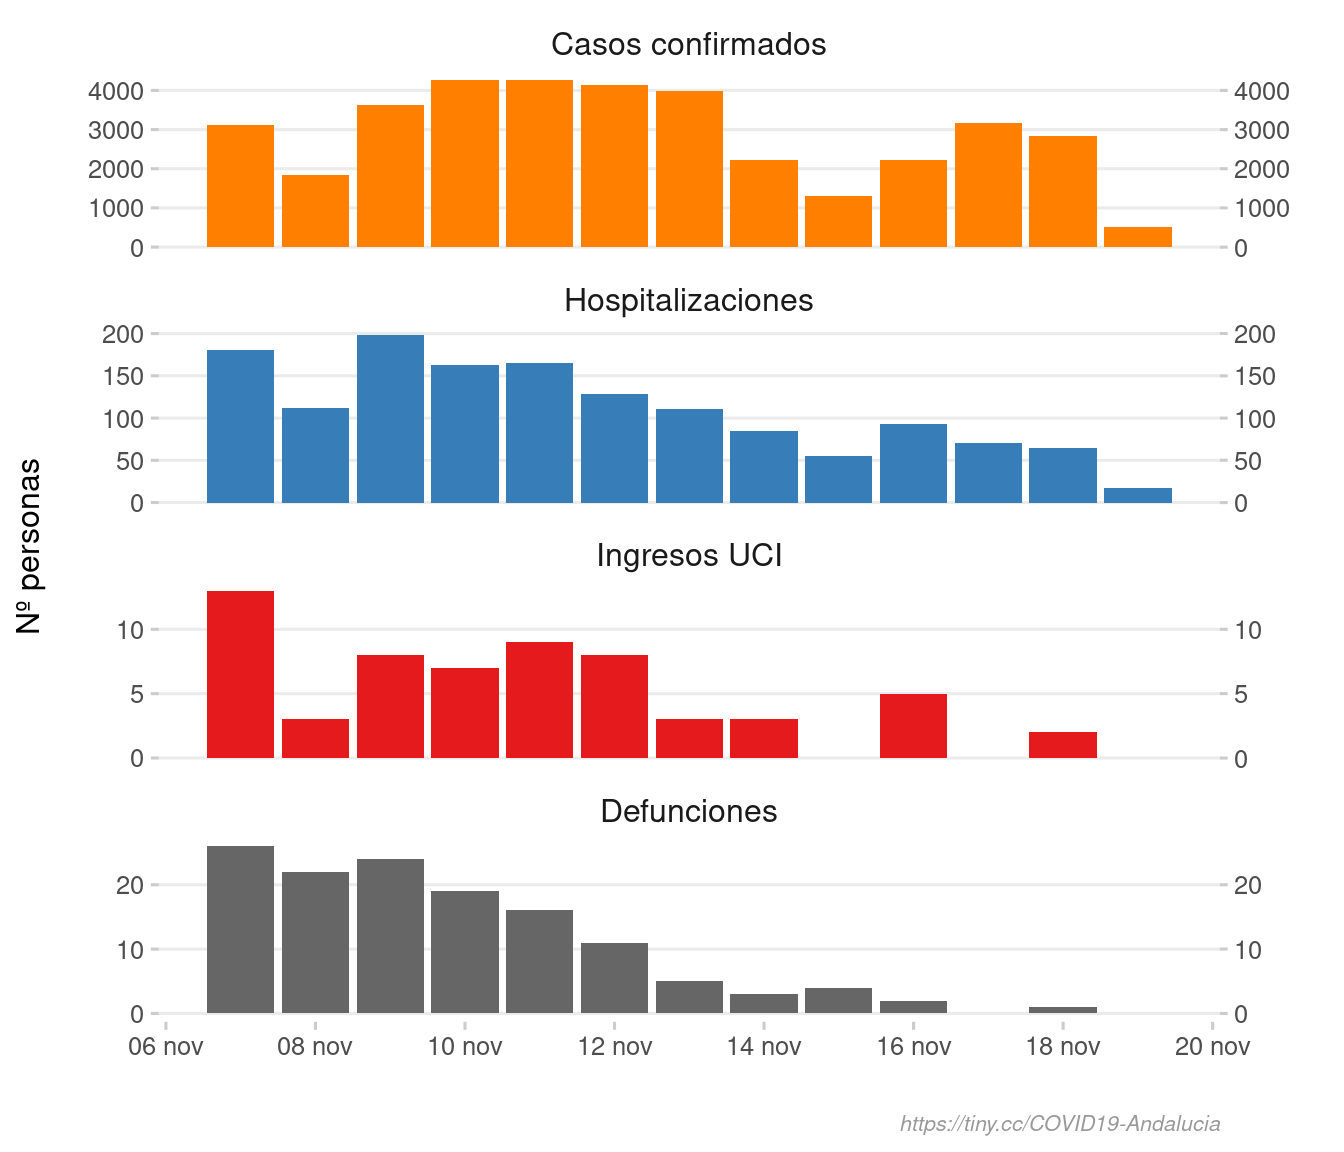 Casos confirmados
4000 4000
3000 3000
2000 2000
1000 1000
0 0
Hospitalizaciones
200 200
150 150
100 100
50 50
0 0
Nº personas
Ingresos UCI
10 10
5 5
0 0
Defunciones
20 20
10 10
0 0
06 nov 08 nov 10 nov 12 nov 14 nov 16 nov 18 nov 20 nov
https://tiny.cc/COVID19-Andalucia